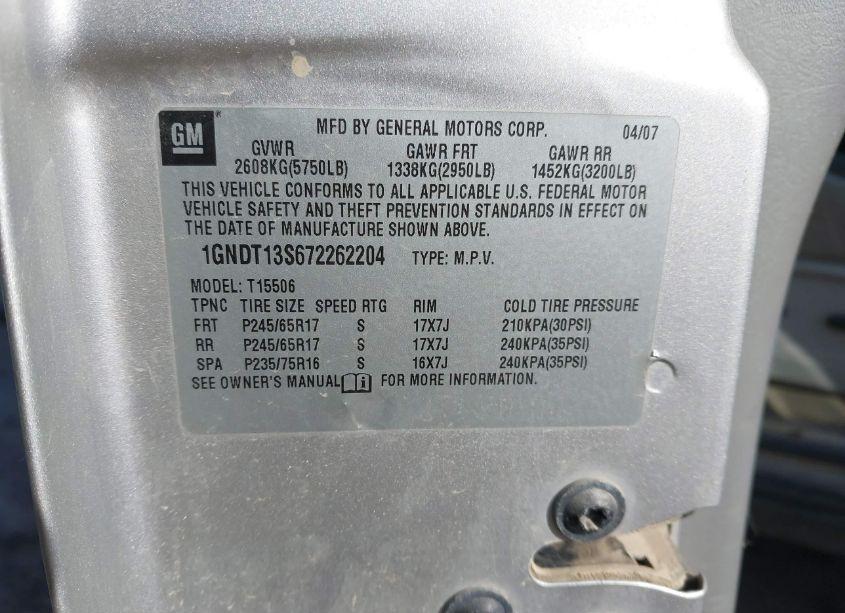 GM
MFD BY GENERAL MOTORS CORP. 04/07
GVWR GAWR FRT GAWR RR
2608KG(5750LB) 1338KG(2950LB) 1452KG(3200LB)
THIS VEHICLE CONFORMS TO ALL APPLICABLE U.S. FEDERAL MOTOR
VEHICLE SAFETY AND THEFT PREVENTION STANDARDS IN EFFECT ON
THE DATE OF MANUFACTURE SHOWN ABOVE.
1GNDT13S672262204 TYPE: M.P.V.
MODEL: T15506
TPNC TIRE SIZE SPEED RTG RIM COLD TIRE PRESSURE
FRT P245/65R17 S 17X7J 210KPA(30PSI)
RR P245/65R17 S 17X7J 240KPA(35PSI)
SPA P235/75R16 S 16X7J 240KPA(35PSI)
SEE OWNER'S MANUAL FOR MORE INFORMATION.